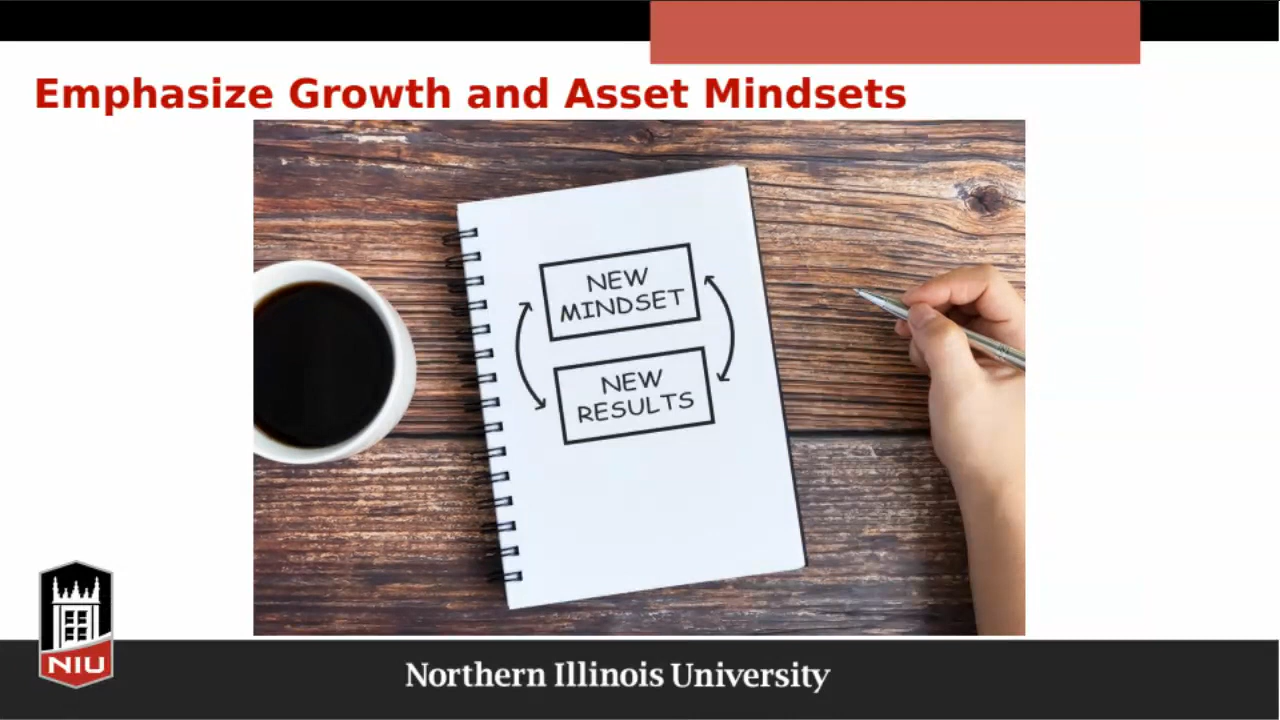 Emphasize Growth and Asset Mindsets
NEW
MINDSET
NEW
RESULTS
NIU
Northern Illinois University